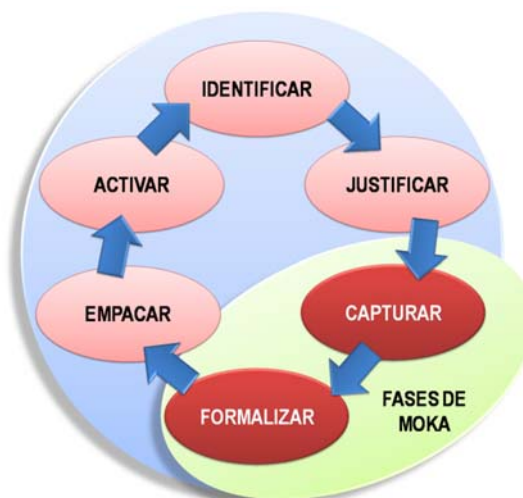 IDENTIFICAR
JUSTIFICAR
CAPTURAR
FORMALIZAR
EMPACAR
ACTIVAR
FASES DE
MOKA